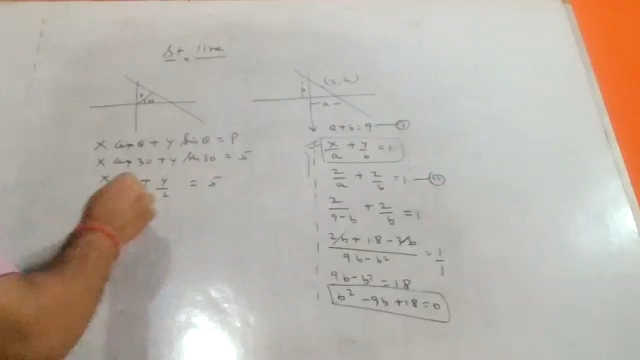 St. line
x cos θ + y sin θ = P
x cos 30 + y sin 30 = 5
x + y/2 = 5
(2, 2)
a
a + b = 9
x/a + y/b = 1
2/a + 2/b = 1
2/9-b + 2/b = 1
2b + 18 - 2b / 9b - b² = 1/1
9b - b² = 18
b² - 9b + 18 = 0